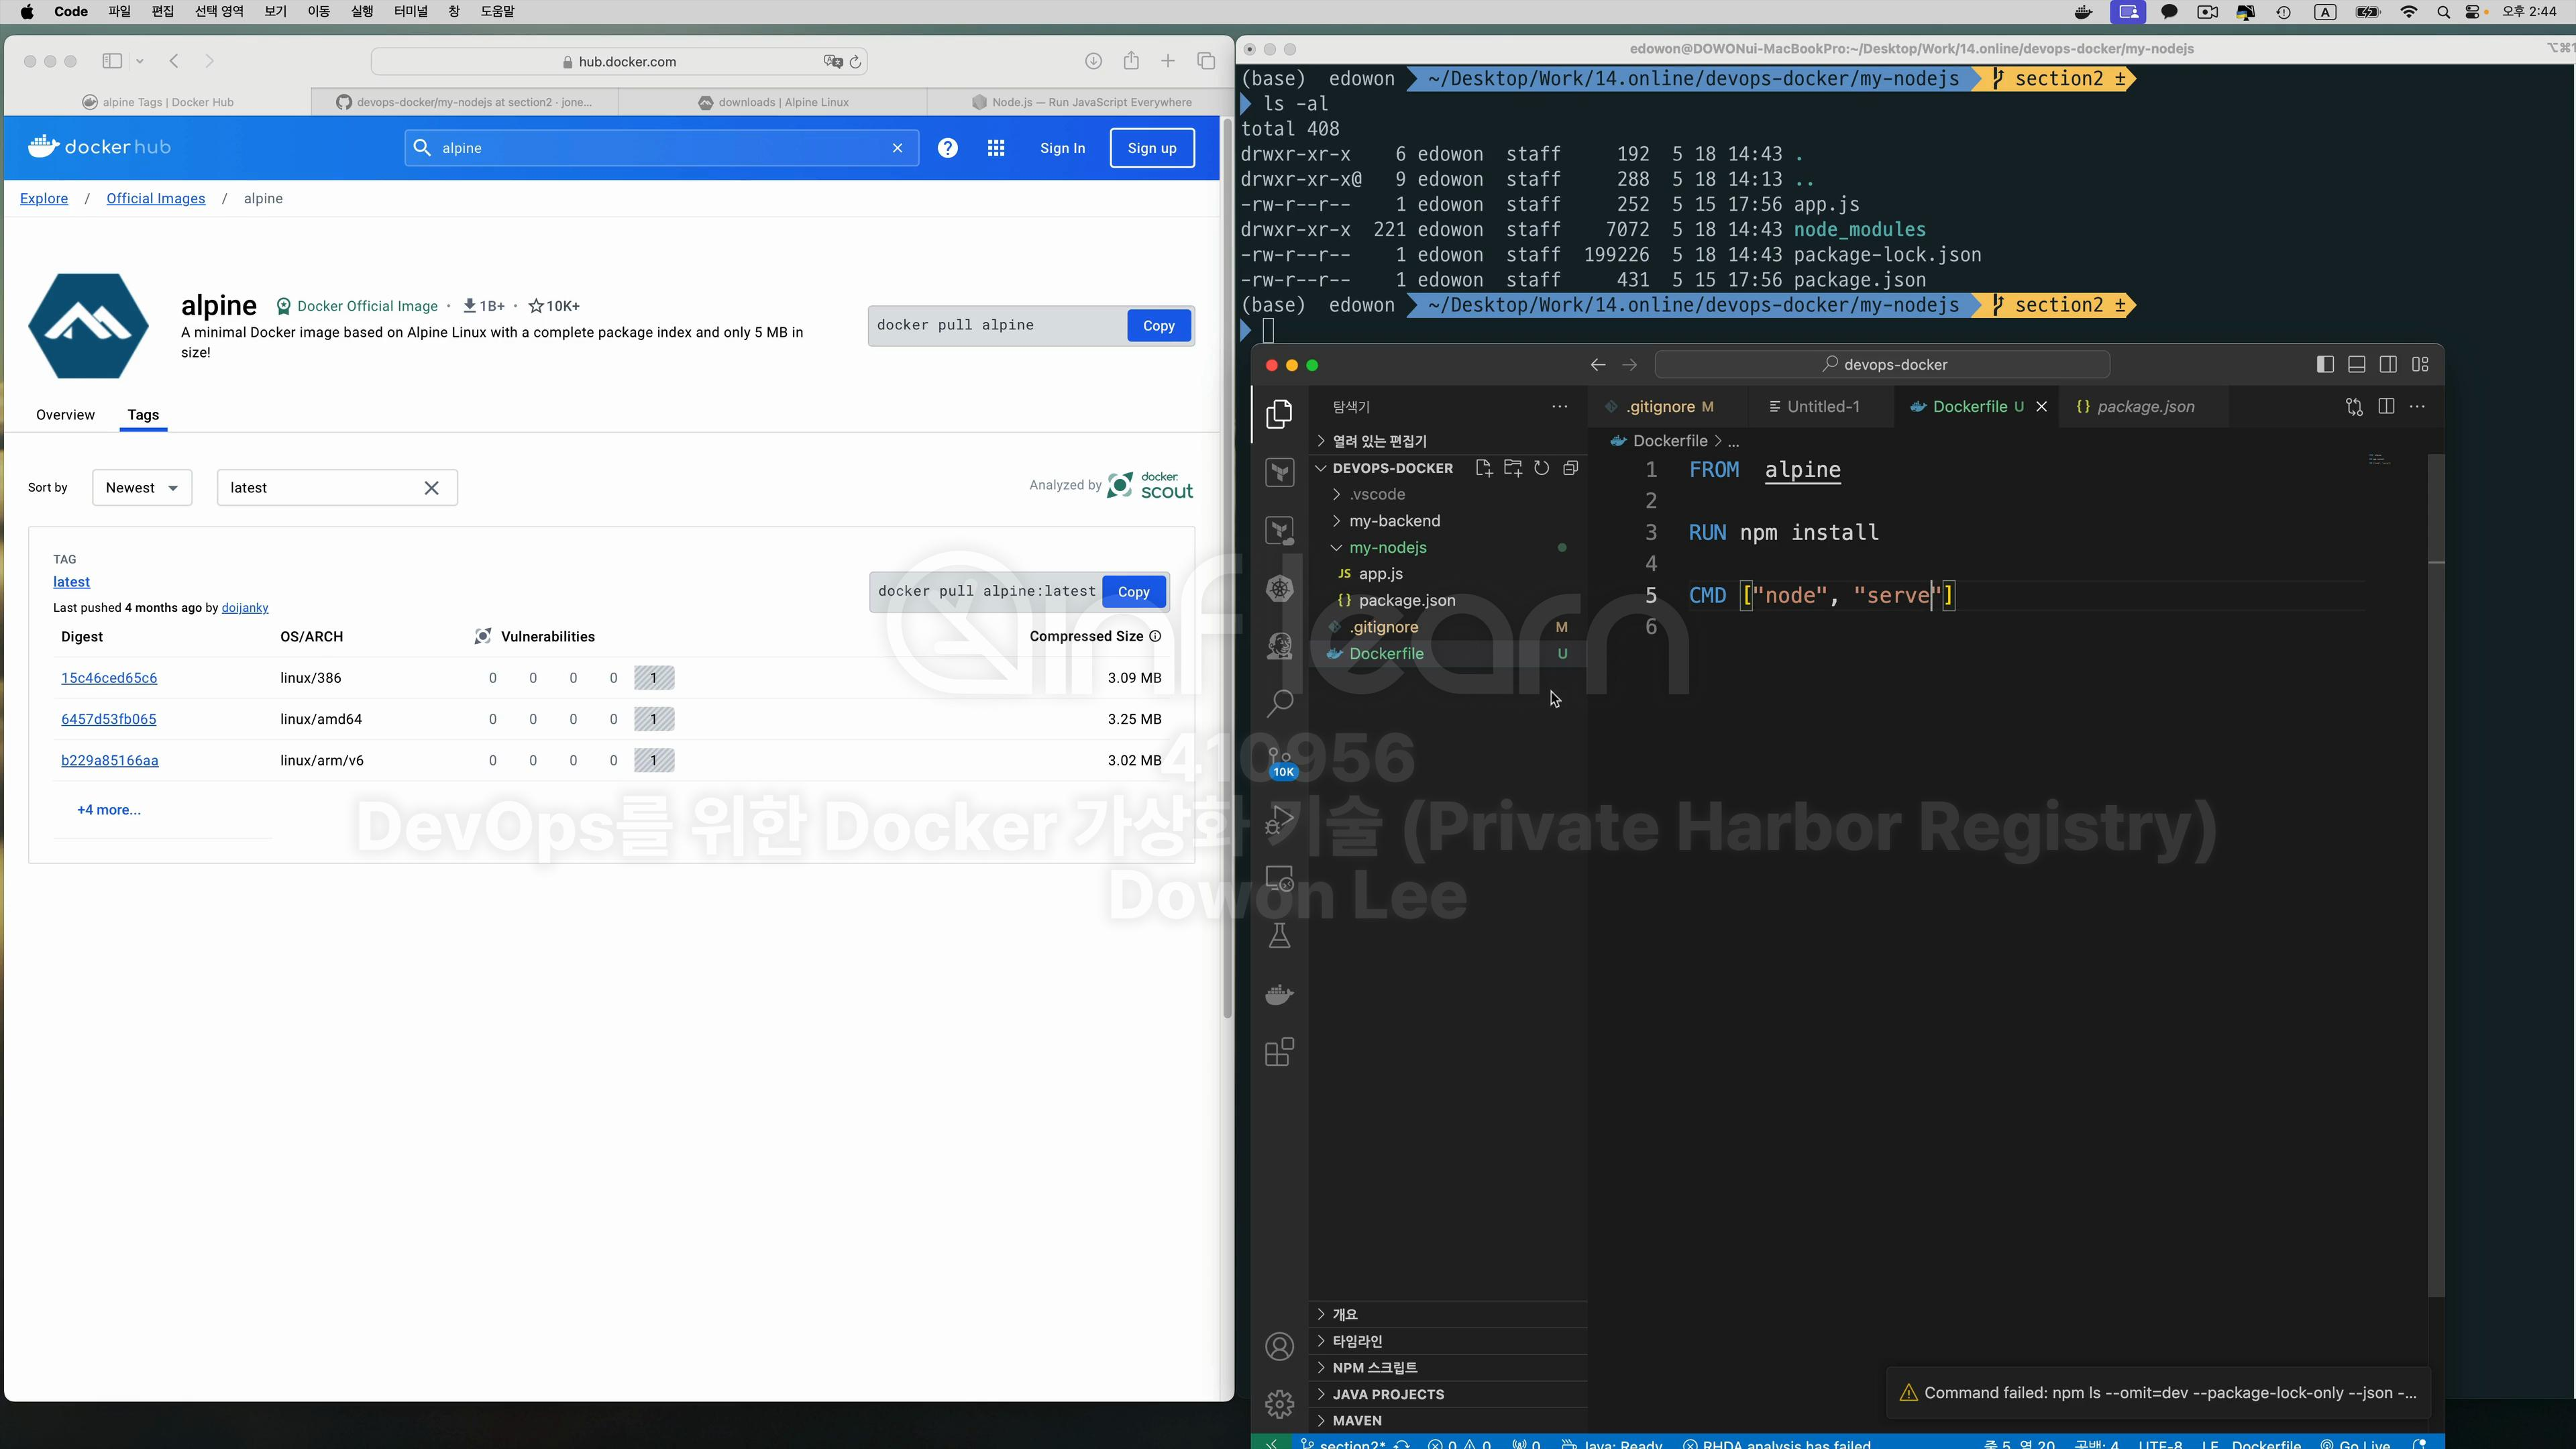 Code 파일 편집 선택 영역 보기 이동 실행 터미널 창 도움말
A 오후 2:44
hub.docker.com
alpine Tags | Docker Hub
devops-docker/my-nodejs at section2 · jone...
downloads | Alpine Linux
Node.js — Run JavaScript Everywhere
docker hub
alpine
Sign In
Sign up
Explore / Official Images / alpine
alpine
Docker Official Image · 1B+ · 10K+
A minimal Docker image based on Alpine Linux with a complete package index and only 5 MB in
size!
docker pull alpine
Copy
Overview Tags
Sort by
Newest
latest
Analyzed by docker scout
TAG
latest
Last pushed 4 months ago by doijanky
docker pull alpine:latest
Copy
Digest OS/ARCH Vulnerabilities Compressed Size
15c46ced65c6 linux/386 0 0 0 0 1 3.09 MB
6457d53fb065 linux/amd64 0 0 0 0 1 3.25 MB
b229a85166aa linux/arm/v6 0 0 0 0 1 3.02 MB
+4 more...
edowon@DOWONui-MacBookPro:~/Desktop/Work/14.online/devops-docker/my-nodejs
(base) edowon ~/Desktop/Work/14.online/devops-docker/my-nodejs section2 ±
ls -al
total 408
drwxr-xr-x 6 edowon staff 192 5 18 14:43 .
drwxr-xr-x@ 9 edowon staff 288 5 18 14:13 ..
-rw-r--r-- 1 edowon staff 252 5 15 17:56 app.js
drwxr-xr-x 221 edowon staff 7072 5 18 14:43 node_modules
-rw-r--r-- 1 edowon staff 199226 5 18 14:43 package-lock.json
-rw-r--r-- 1 edowon staff 431 5 15 17:56 package.json
(base) edowon ~/Desktop/Work/14.online/devops-docker/my-nodejs section2 ±
devops-docker
탐색기
열려 있는 편집기
DEVOPS-DOCKER
.vscode
my-backend
my-nodejs
JS app.js
{} package.json
.gitignore M
Dockerfile U
10K
개요
타임라인
NPM 스크립트
JAVA PROJECTS
MAVEN
.gitignore M
Untitled-1
Dockerfile U
{} package.json
Dockerfile > ...
1 FROM alpine
2
3 RUN npm install
4
5 CMD ["node", "serve"]
6
Command failed: npm ls --omit=dev --package-lock-only --json -...
section2* 0 0 0 Java: Ready RHDA analysis has failed
줄 5, 열 20 공백: 4 UTF-8 LF Dockerfile Go Live
inflearn
410956
DevOps를 위한 Docker 가상화 기술 (Private Harbor Registry)
Dowon Lee